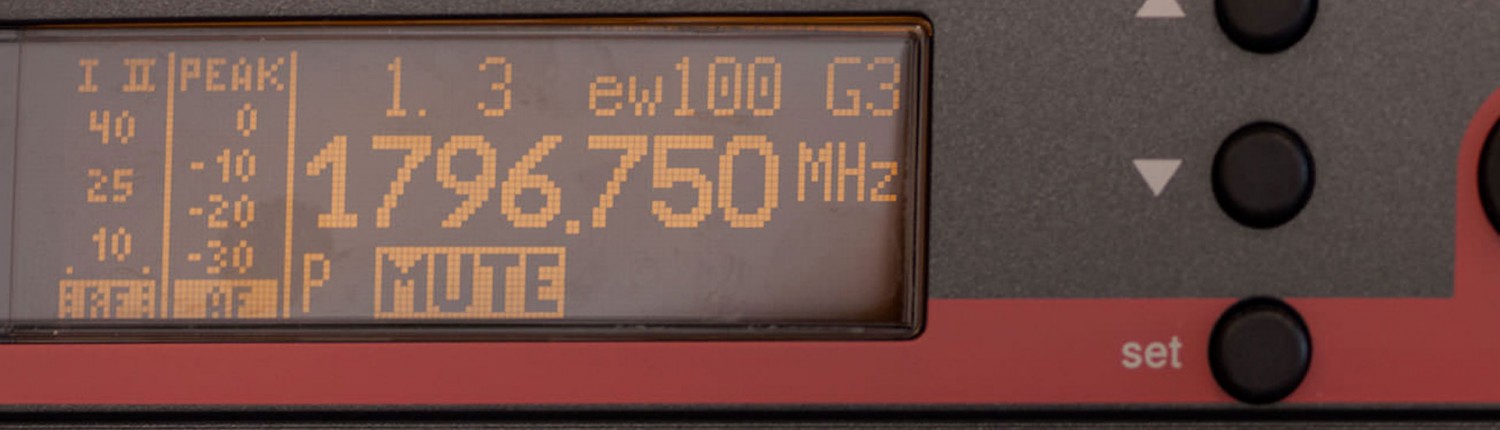 I II PEAK 1. 3 ew100 G3
40 0
1796.750 MHz
-10
25
-20
10
-30
P MUTE
RF AF
set